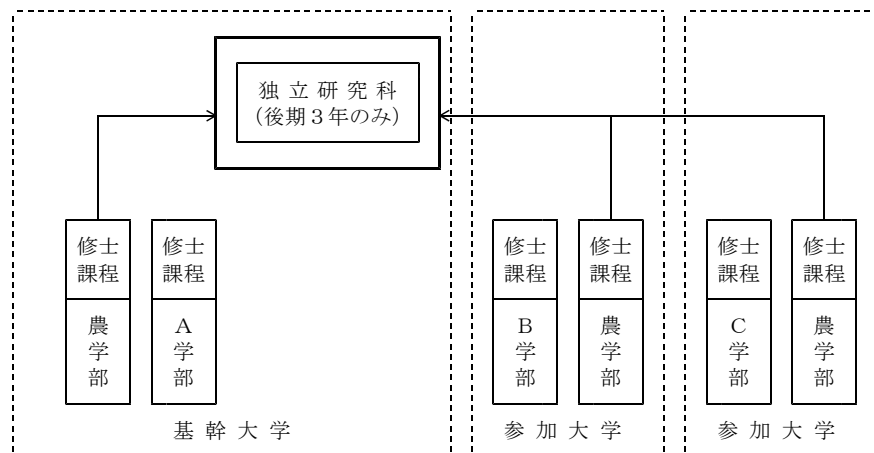 独立研究科
(後期3年のみ)
修士
課程
農学部
修士
課程
A学部
修士
課程
B学部
修士
課程
農学部
修士
課程
C学部
修士
課程
農学部
基幹大学
参加大学
参加大学